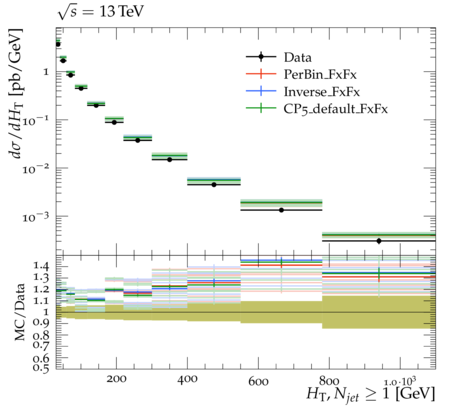 √s = 13 TeV
dσ/dH_T [pb/GeV]
Data
PerBin_FxFx
Inverse_FxFx
CP5_default_FxFx
1
10⁻¹
10⁻²
10⁻³
MC/Data
1.4
1.3
1.2
1.1
1
0.9
0.8
0.7
0.6
0.5
200 400 600 800 1.0·10³
H_T, N_jet ≥ 1 [GeV]